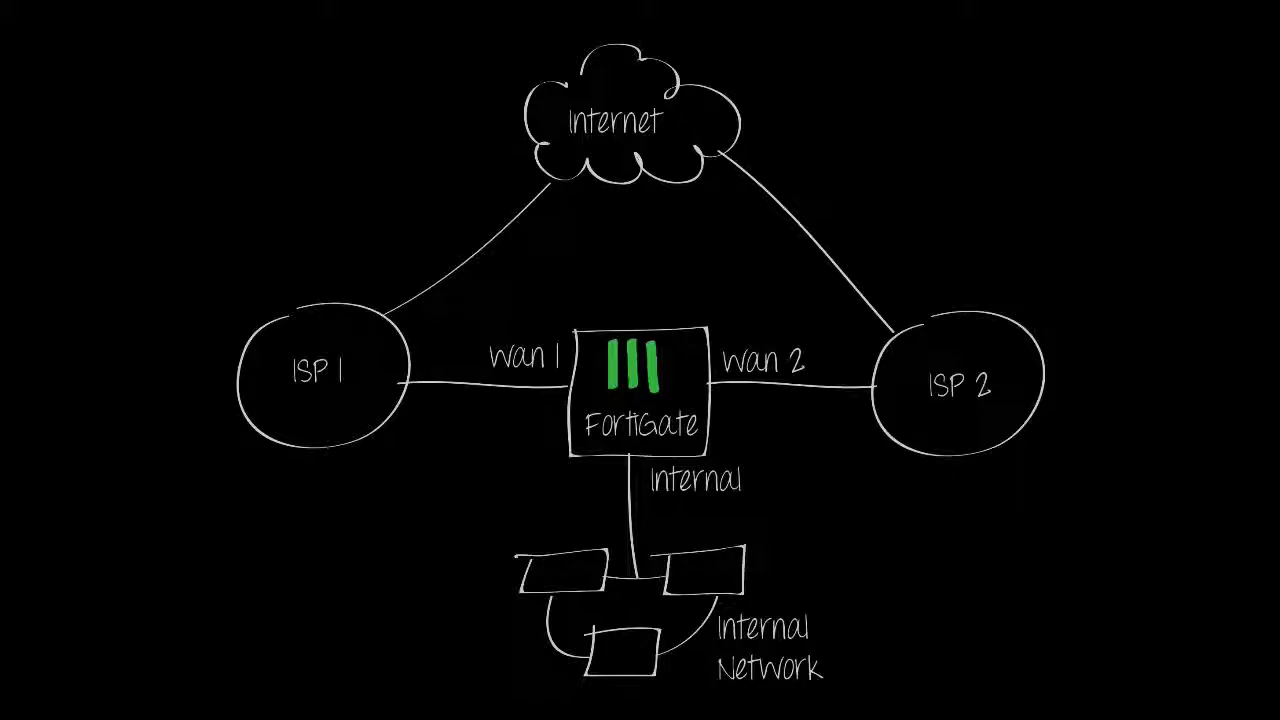 Internet
ISP 1
wan 1
wan 2
ISP 2
FortiGate
Internal
Internal
Network